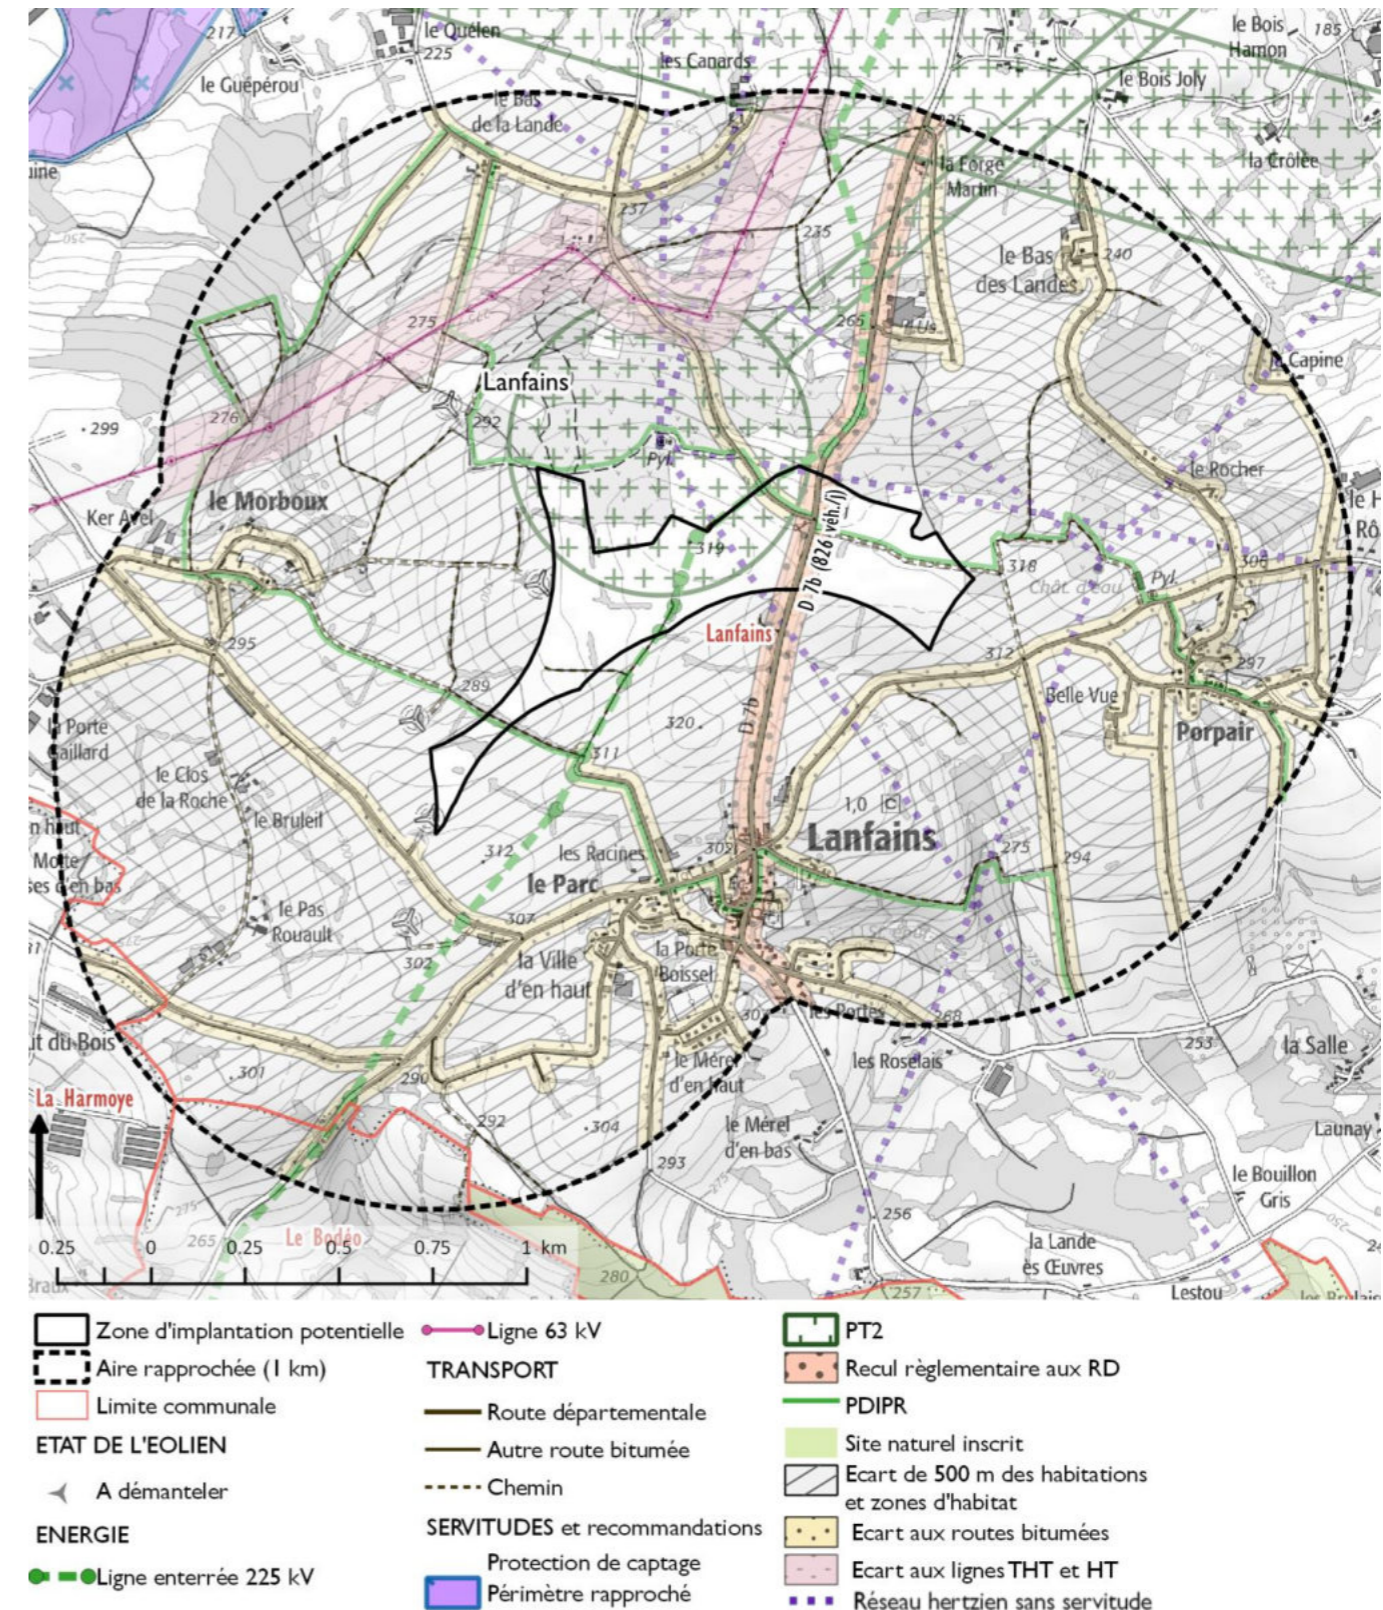 le Quélen
217
225
le Guépérou
les Canards
le Bois
Harnon
185
le Bois Joly
le Bas
de la Lande
la Crôlée
la Forge
Martin
237
235
le Bas
des Landes
240
275
265
Us
la Capine
Lanfains
276
292
299
Pyl.
le Rocher
le Morboux
Ker Avel
D 7b (826 véh./j)
319
318
Chât. d'eau
Pyl.
306
295
Lanfains
312
297
289
Belle Vue
Porpair
la Porte
Gaillard
320
D 7b
311
le Clos
de la Roche
1,0
C
le Bruleil
Lanfains
312
les Racines
275
294
le Parc
le Pas
Rouault
307
302
la Ville
d'en haut
la Porte
Boissel
les Portes
268
ut du Bois
le Mérel
d'en haut
les Roselais
253
la Salle
301
290
La Harmoye
292
304
le Mérel
d'en bas
Launay
293
le Bouillon
Gris
256
265
Le Bodéo
la Lande
ès Œuvres
0.25 0 0.25 0.5 0.75 1 km
280
257
Lestou
Zone d'implantation potentielle
Aire rapprochée (1 km)
Limite communale
ETAT DE L'EOLIEN
A démanteler
ENERGIE
Ligne enterrée 225 kV
Ligne 63 kV
TRANSPORT
Route départementale
Autre route bitumée
Chemin
SERVITUDES et recommandations
Protection de captage
Périmètre rapproché
PT2
Recul règlementaire aux RD
PDIPR
Site naturel inscrit
Ecart de 500 m des habitations
et zones d'habitat
Ecart aux routes bitumées
Ecart aux lignes THT et HT
Réseau hertzien sans servitude